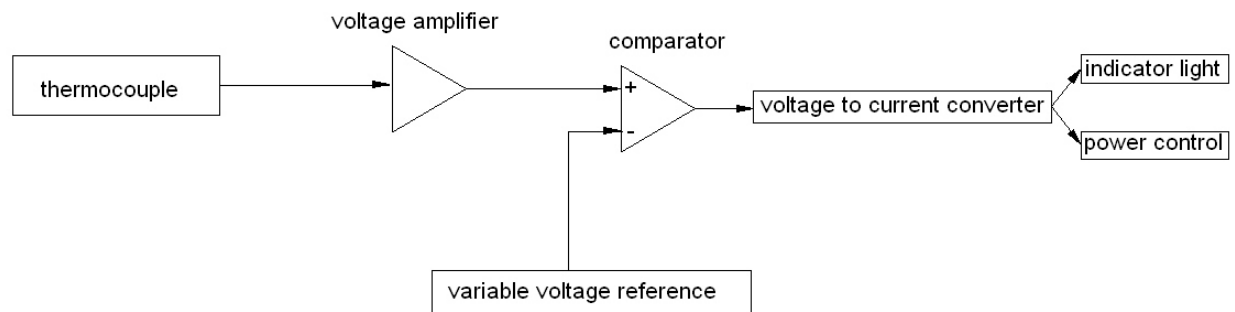 voltage amplifier
comparator
thermocouple
+
-
voltage to current converter
indicator light
power control
variable voltage reference